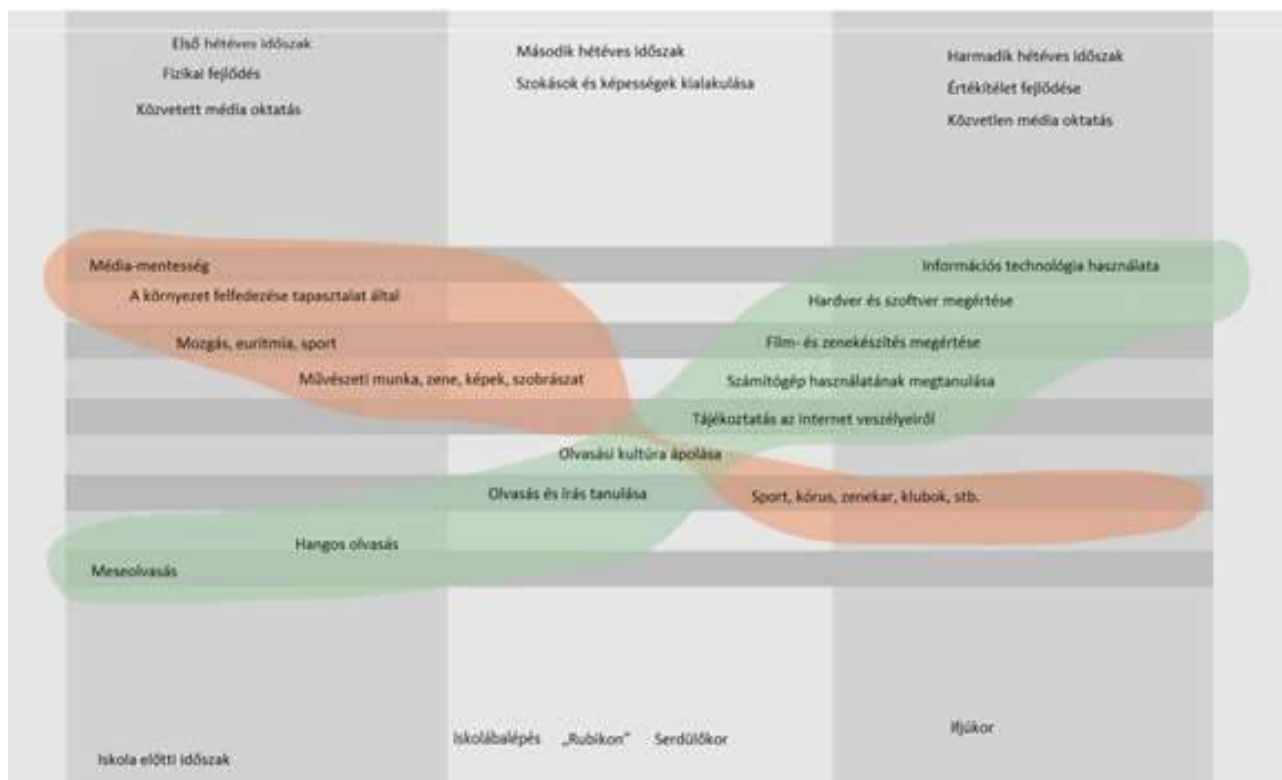 Első hétéves időszak
Fizikai fejlődés
Közvetett média oktatás
Második hétéves időszak
Szokások és képességek kialakulása
Harmadik hétéves időszak
Értékítélet fejlődése
Közvetlen média oktatás
Média-mentesség
Információs technológia használata
A környezet felfedezése tapasztalat által
Hardver és szoftver megértése
Mozgás, euritmia, sport
Film- és zenekészítés megértése
Művészeti munka, zene, képek, szobrászat
Számítógép használatának megtanulása
Tájékoztatás az internet veszélyeiről
Olvasási kultúra ápolása
Olvasás és írás tanulása
Sport, kórus, zenekar, klubok, stb.
Hangos olvasás
Meseolvasás
Iskola előtti időszak
Iskolábalépés
„Rubikon"
Serdülőkor
Ifjúkor